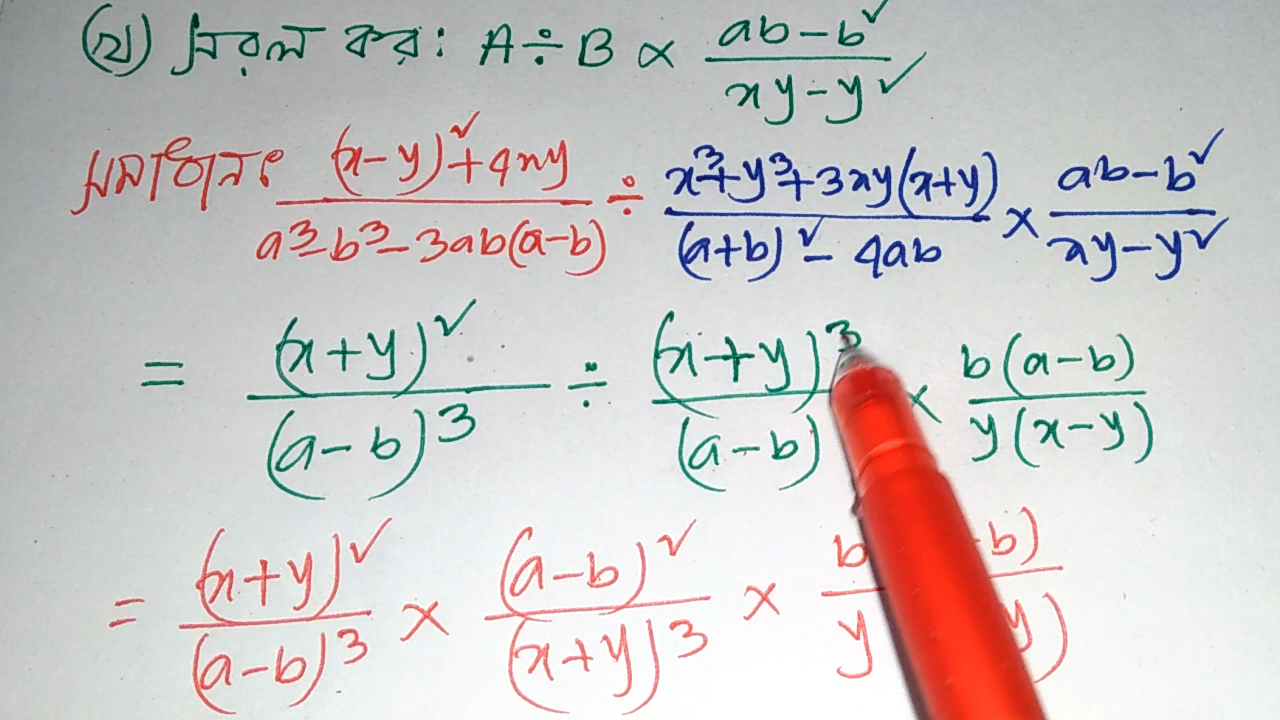 (খ) সরল কর: A÷B × (ab-b²)/(xy-y²)
সমাধানঃ ((x-y)²+4xy)/(a³-b³-3ab(a-b)) ÷ (x³+y³+3xy(x+y))/((a+b)²-4ab) × (ab-b²)/(xy-y²)
= (x+y)²/(a-b)³ ÷ (x+y)³/(a-b) × b(a-b)/y(x-y)
= (x+y)²/(a-b)³ × (a-b)²/(x+y)³ × b -b)/y y)